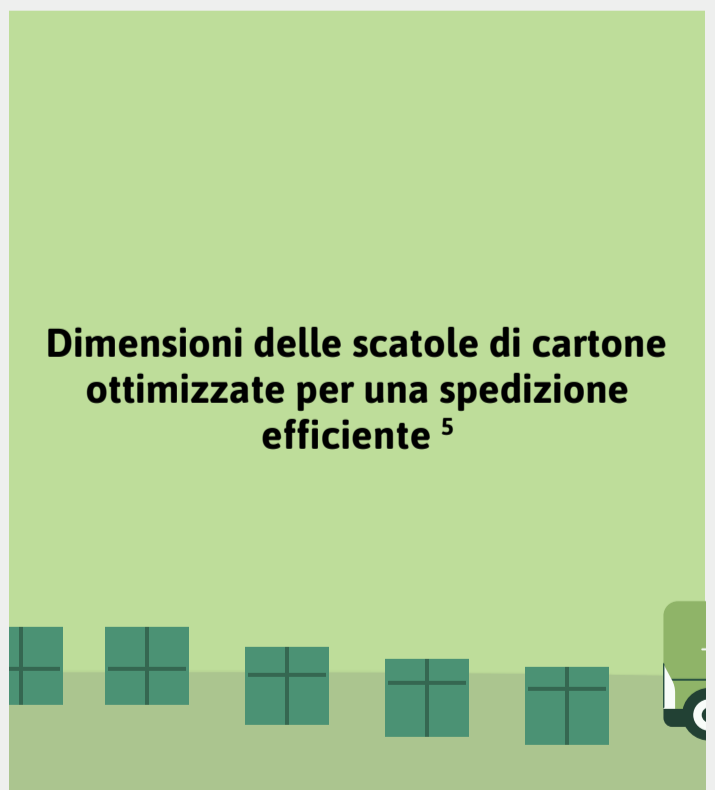 Dimensioni delle scatole di cartone
ottimizzate per una spedizione
efficiente ⁵